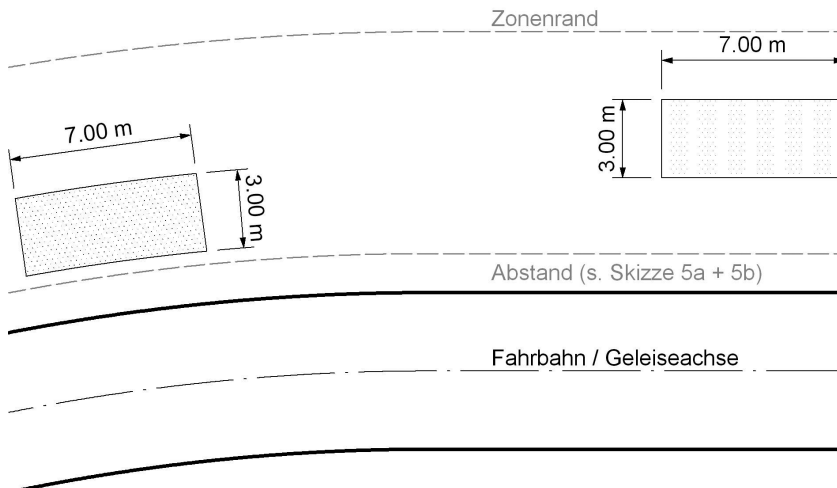 Zonenrand
7.00 m
3.00 m
7.00 m
3.00 m
Abstand (s. Skizze 5a + 5b)
Fahrbahn / Geleiseachse